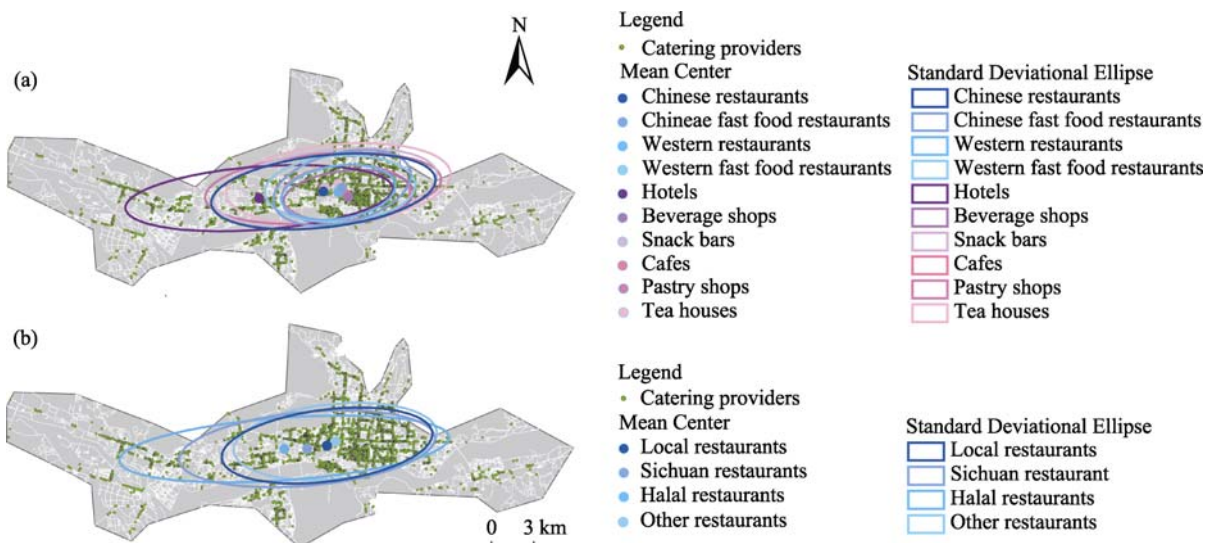 N
(a)
Legend
Catering providers
Mean Center
Chinese restaurants
Chineae fast food restaurants
Western restaurants
Western fast food restaurants
Hotels
Beverage shops
Snack bars
Cafes
Pastry shops
Tea houses
Standard Deviational Ellipse
Chinese restaurants
Chinese fast food restaurants
Western restaurants
Western fast food restaurants
Hotels
Beverage shops
Snack bars
Cafes
Pastry shops
Tea houses
(b)
0 3 km
Legend
Catering providers
Mean Center
Local restaurants
Sichuan restaurants
Halal restaurants
Other restaurants
Standard Deviational Ellipse
Local restaurants
Sichuan restaurant
Halal restaurants
Other restaurants